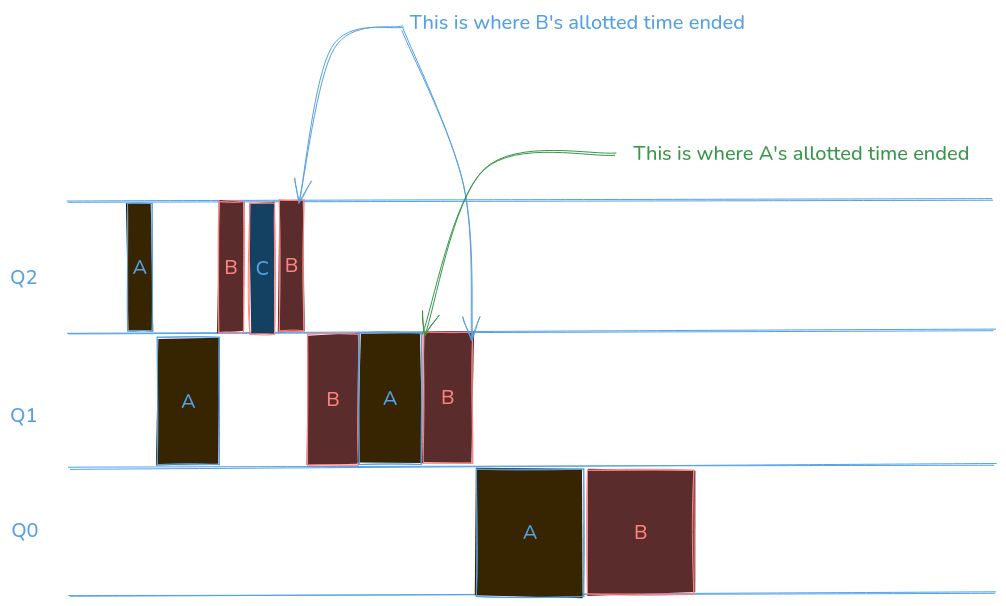 This is where B's allotted time ended
This is where A's allotted time ended
Q2
A
B
C
B
Q1
A
B
A
B
Q0
A
B